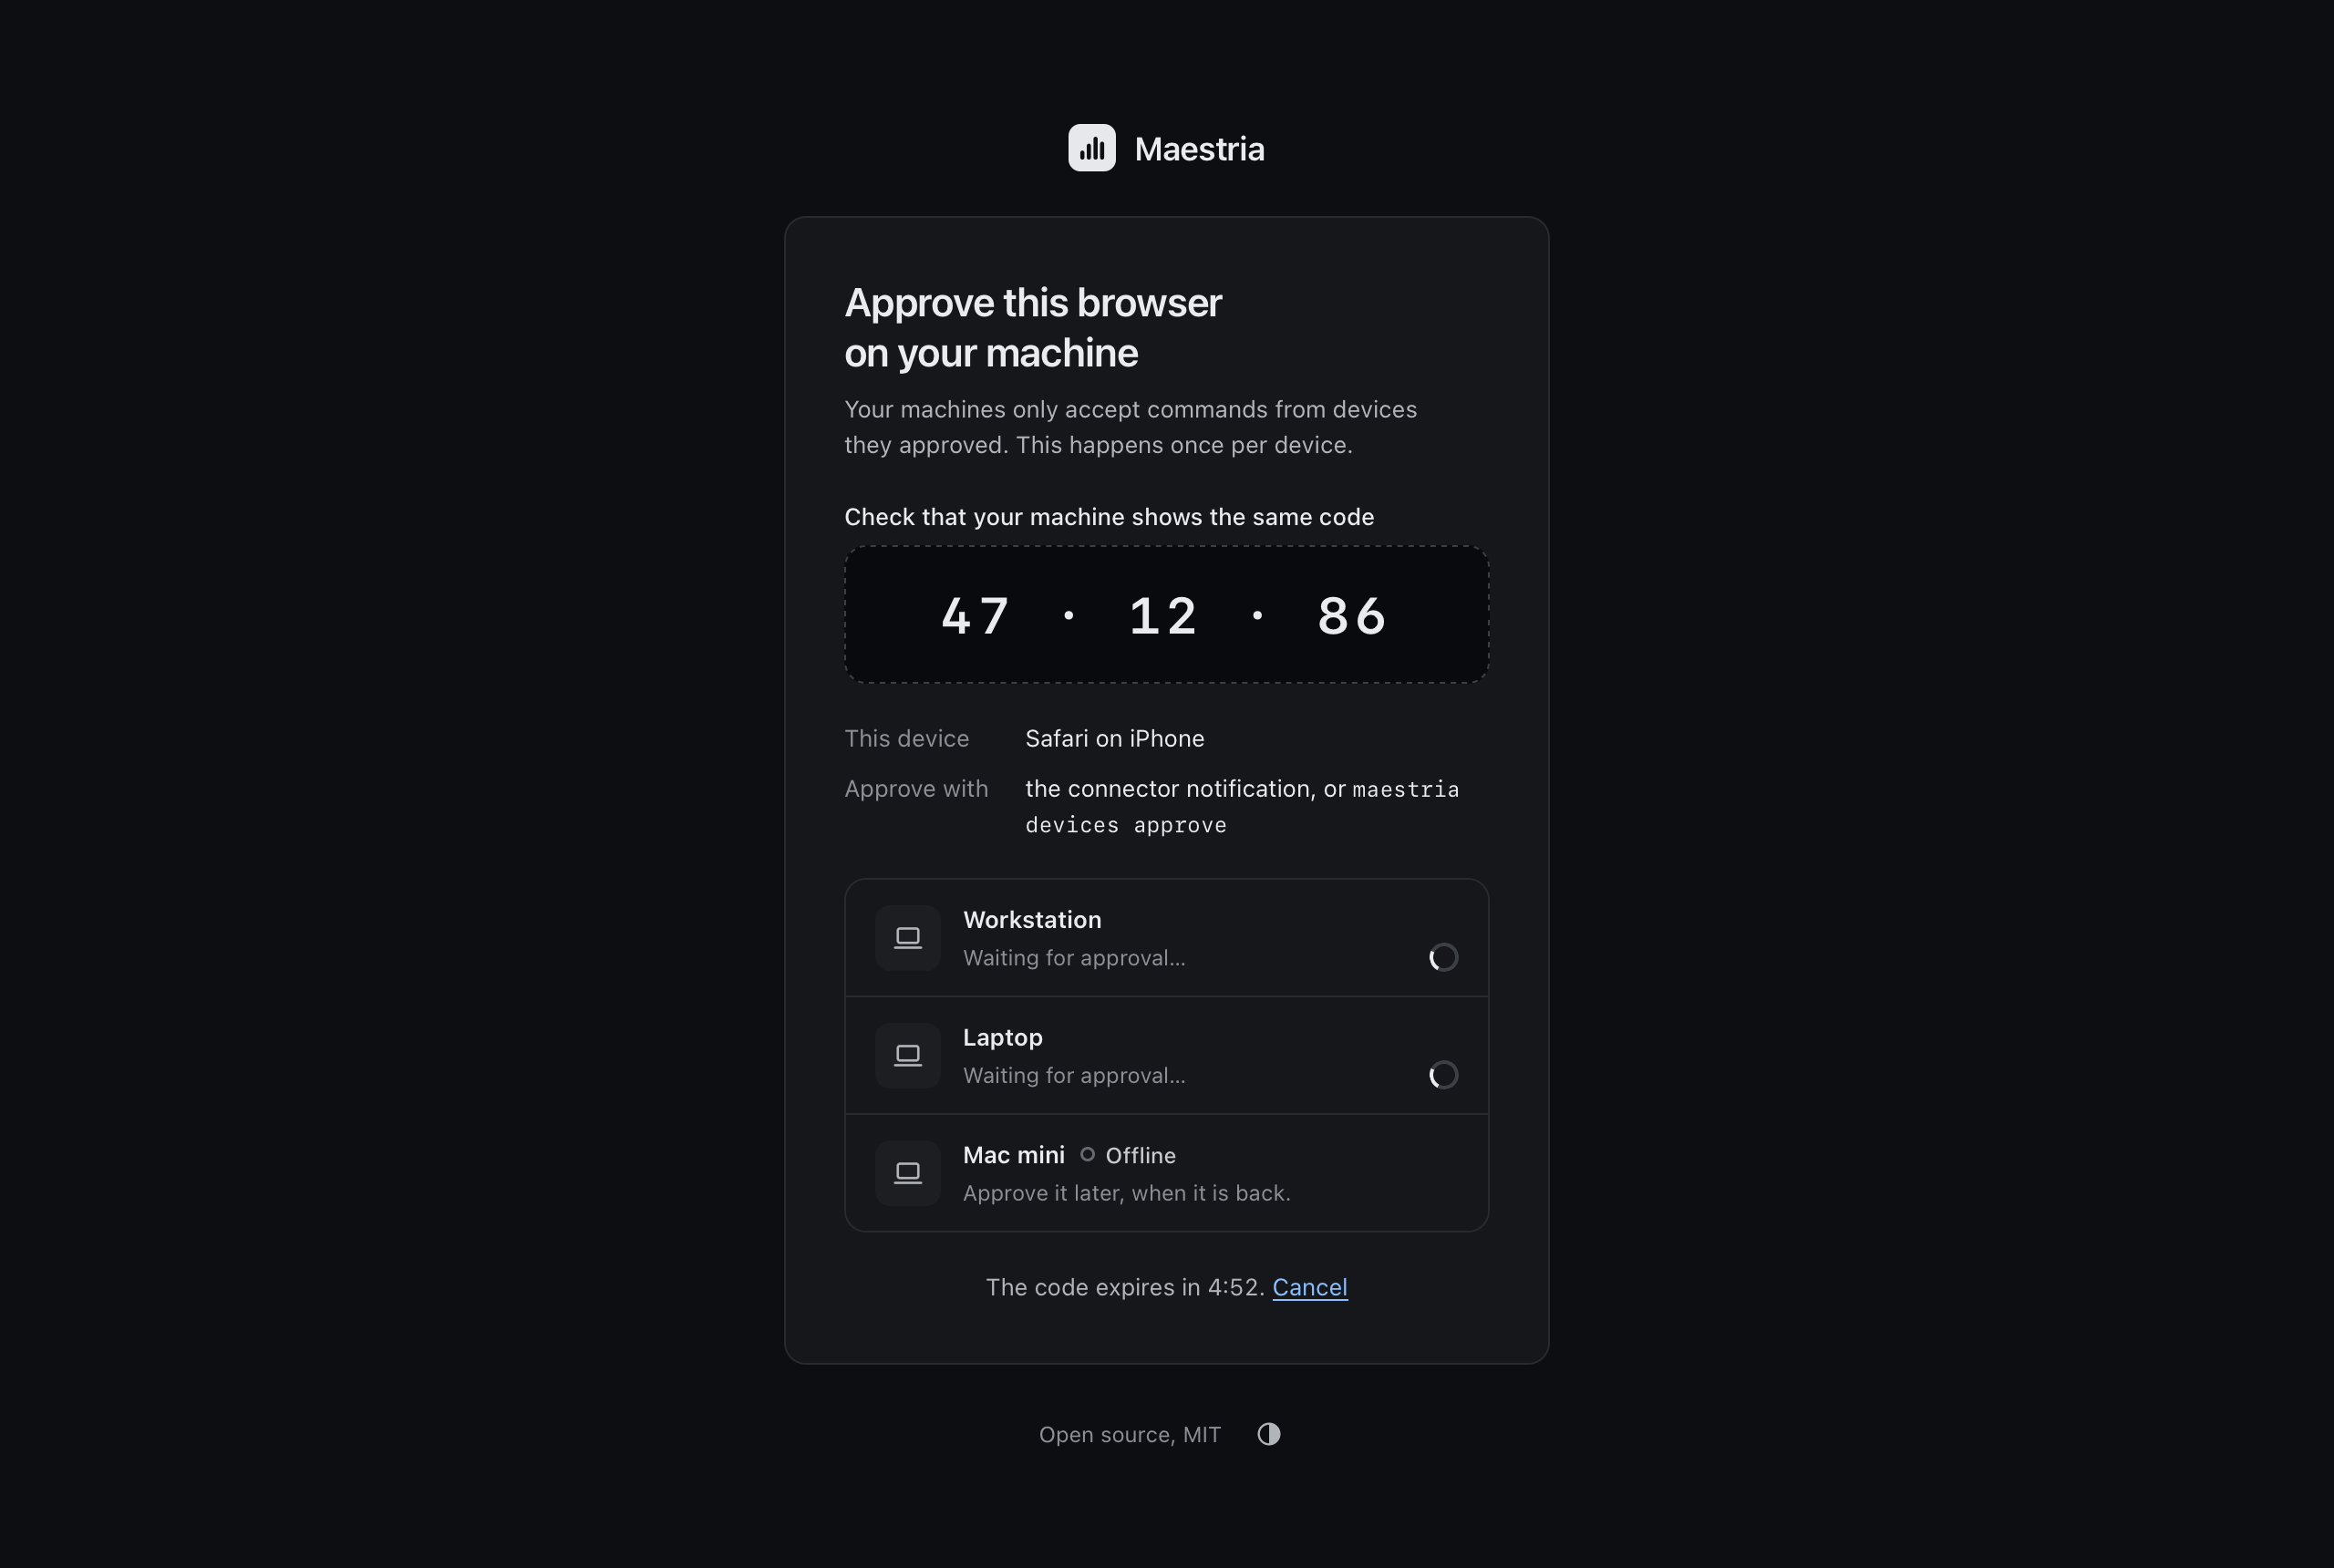 Maestria
Approve this browser
on your machine
Your machines only accept commands from devices
they approved. This happens once per device.
Check that your machine shows the same code
47 · 12 · 86
This device Safari on iPhone
Approve with the connector notification, or maestria
devices approve
Workstation
Waiting for approval...
Laptop
Waiting for approval...
Mac mini Offline
Approve it later, when it is back.
The code expires in 4:52. Cancel
Open source, MIT